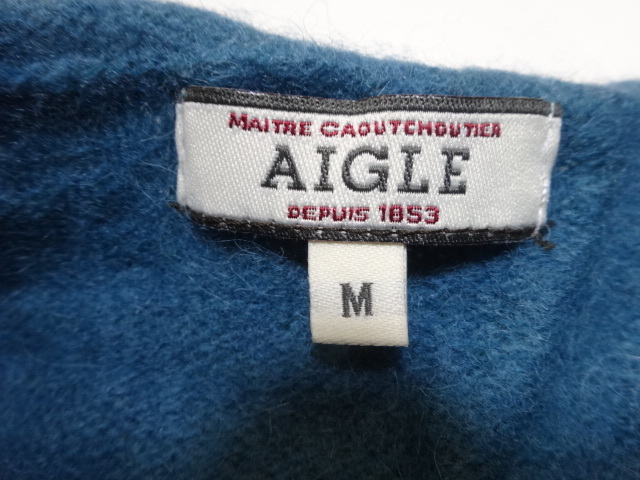 MAITRE CAOUTCHOUTIER
AIGLE
DEPUIS 1853
M